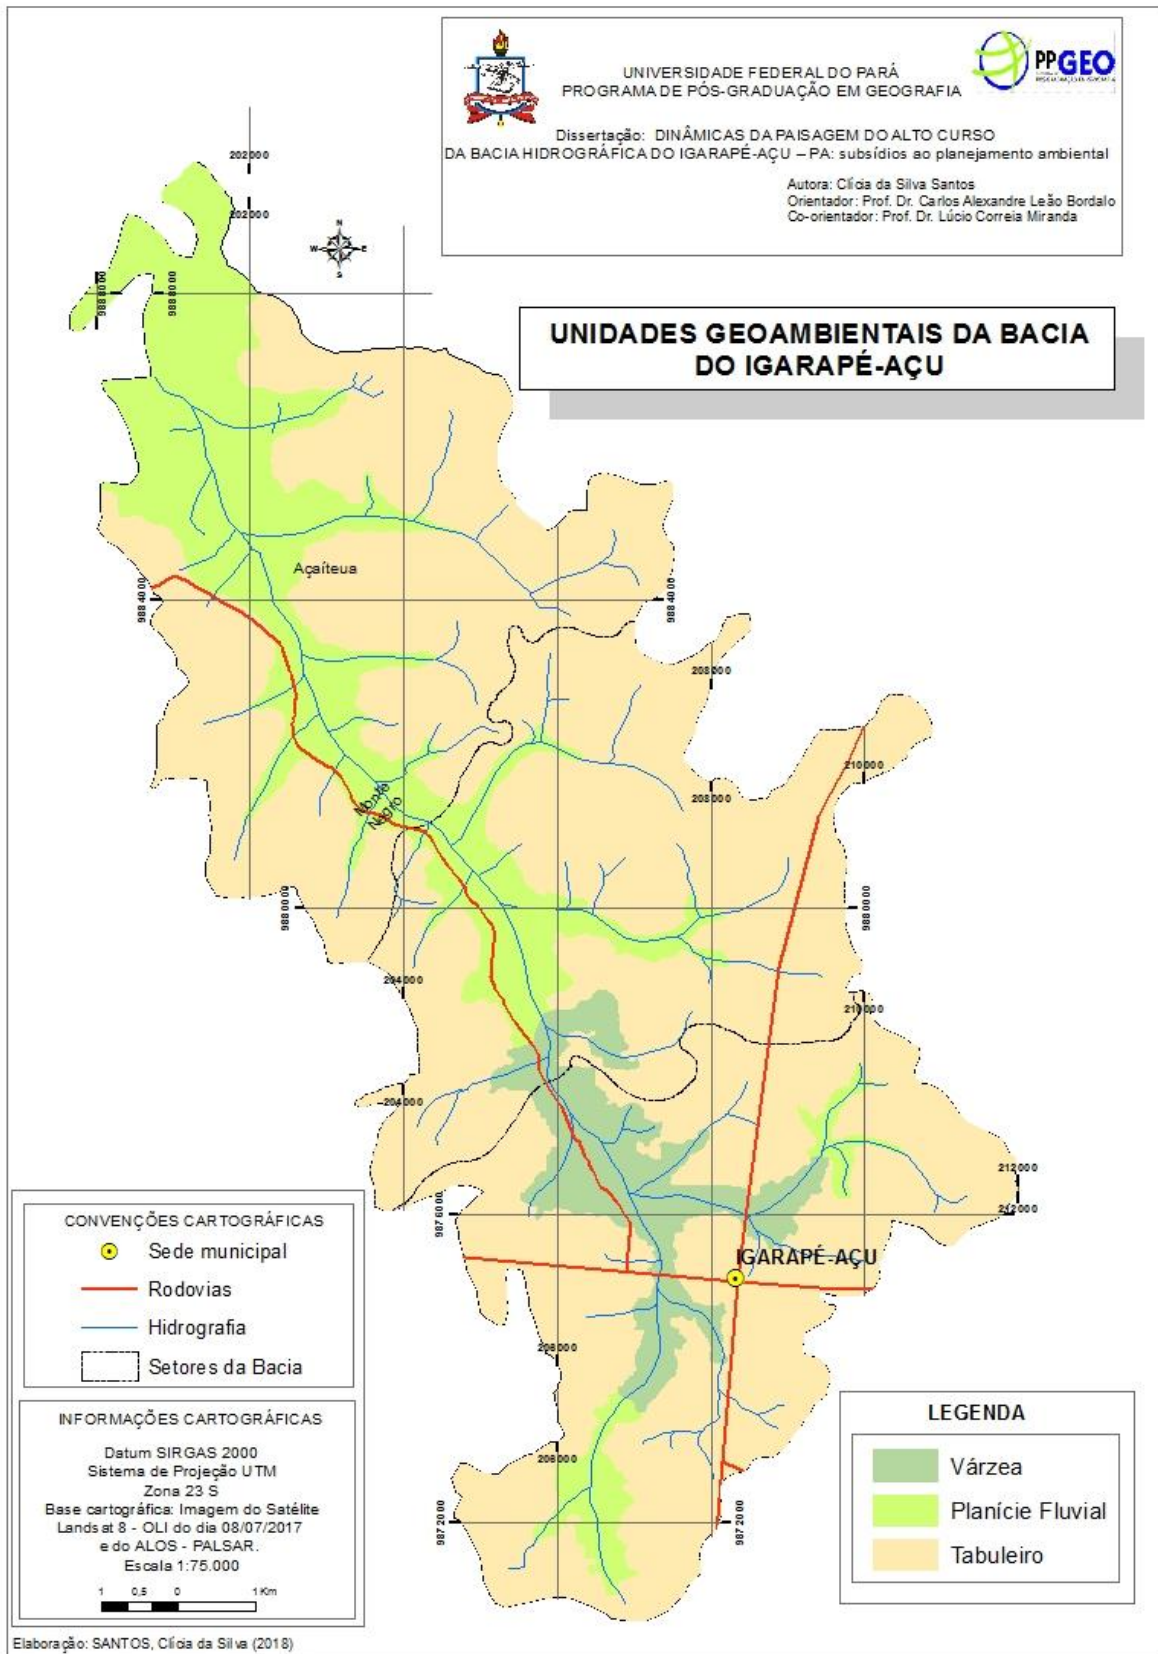 UNIVERSIDADE FEDERAL DO PARÁ
PROGRAMA DE PÓS-GRADUAÇÃO EM GEOGRAFIA
PPGEO
Dissertação: DINÂMICAS DA PAISAGEM DO ALTO CURSO
DA BACIA HIDROGRÁFICA DO IGARAPÉ-AÇU – PA: subsídios ao planejamento ambiental
Autora: Clícia da Silva Santos
Orientador: Prof. Dr. Carlos Alexandre Leão Bordalo
Co-orientador: Prof. Dr. Lúcio Correia Miranda
UNIDADES GEOAMBIENTAIS DA BACIA
DO IGARAPÉ-AÇU
202000
202000
N
W
E
S
9888000
9888000
Açaíteua
9884000
9884000
208000
210000
208000
Monte
Negro
9880000
9880000
204000
210000
204000
212000
9876000
212000
IGARAPÉ-AÇU
206000
206000
9872000
9872000
CONVENÇÕES CARTOGRÁFICAS
Sede municipal
Rodovias
Hidrografia
Setores da Bacia
INFORMAÇÕES CARTOGRÁFICAS
Datum SIRGAS 2000
Sistema de Projeção UTM
Zona 23 S
Base cartográfica: Imagem do Satélite
Landsat 8 - OLI do dia 08/07/2017
e do ALOS - PALSAR.
Escala 1:75.000
1 0,5 0 1 Km
LEGENDA
Várzea
Planície Fluvial
Tabuleiro
Elaboração: SANTOS, Clícia da Silva (2018)